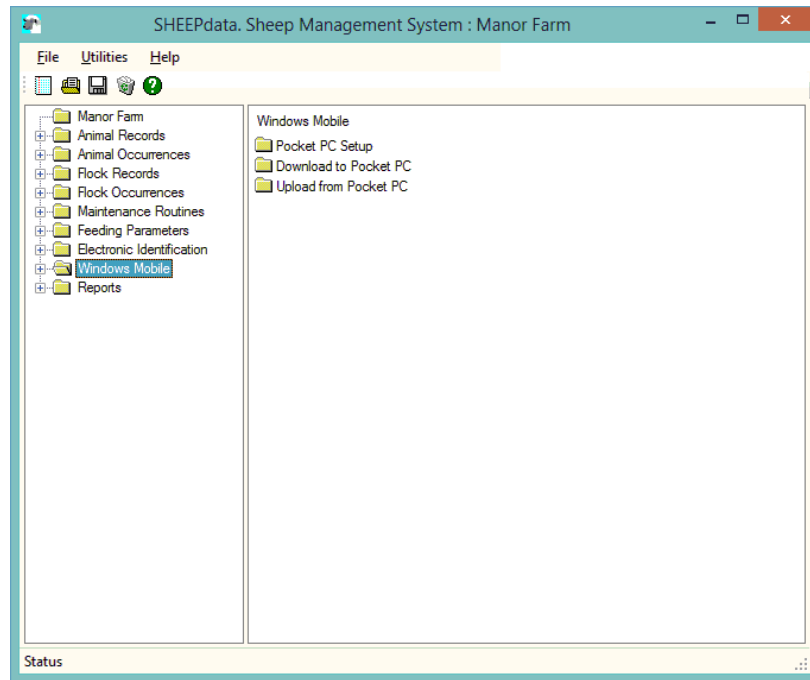 SHEEPdata. Sheep Management System : Manor Farm
File Utilities Help
Manor Farm
Animal Records
Animal Occurrences
Flock Records
Flock Occurrences
Maintenance Routines
Feeding Parameters
Electronic Identification
Windows Mobile
Reports
Windows Mobile
Pocket PC Setup
Download to Pocket PC
Upload from Pocket PC
Status